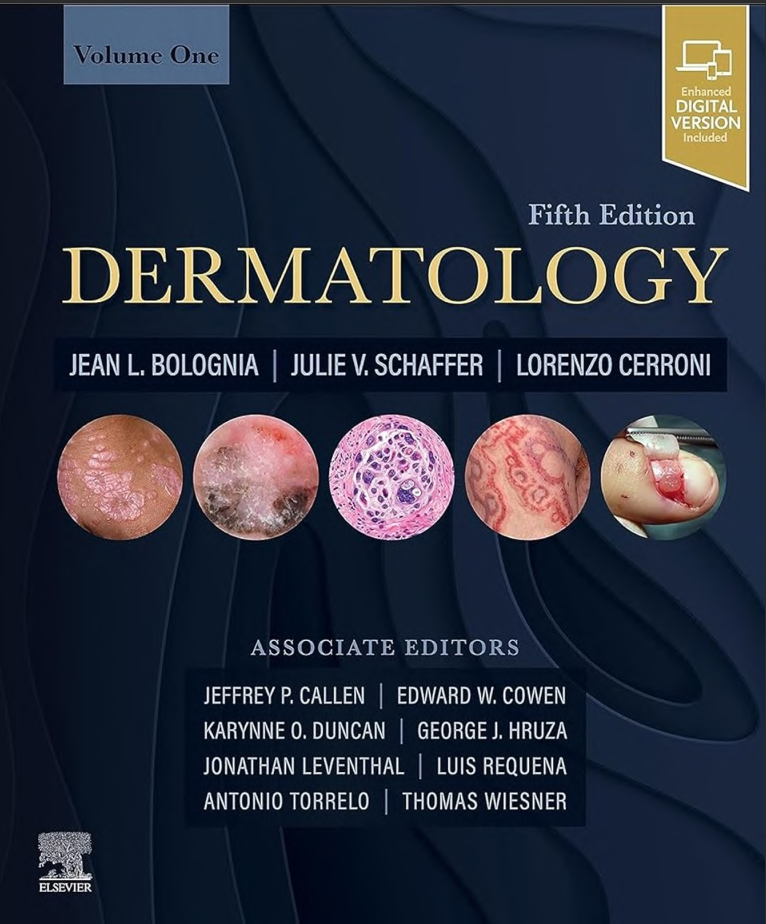 Volume One
Enhanced
DIGITAL
VERSION
Included
Fifth Edition
DERMATOLOGY
JEAN L. BOLOGNIA | JULIE V. SCHAFFER | LORENZO CERRONI
ASSOCIATE EDITORS
JEFFREY P. CALLEN | EDWARD W. COWEN
KARYNNE O. DUNCAN | GEORGE J. HRUZA
JONATHAN LEVENTHAL | LUIS REQUENA
ANTONIO TORRELO | THOMAS WIESNER
ELSEVIER